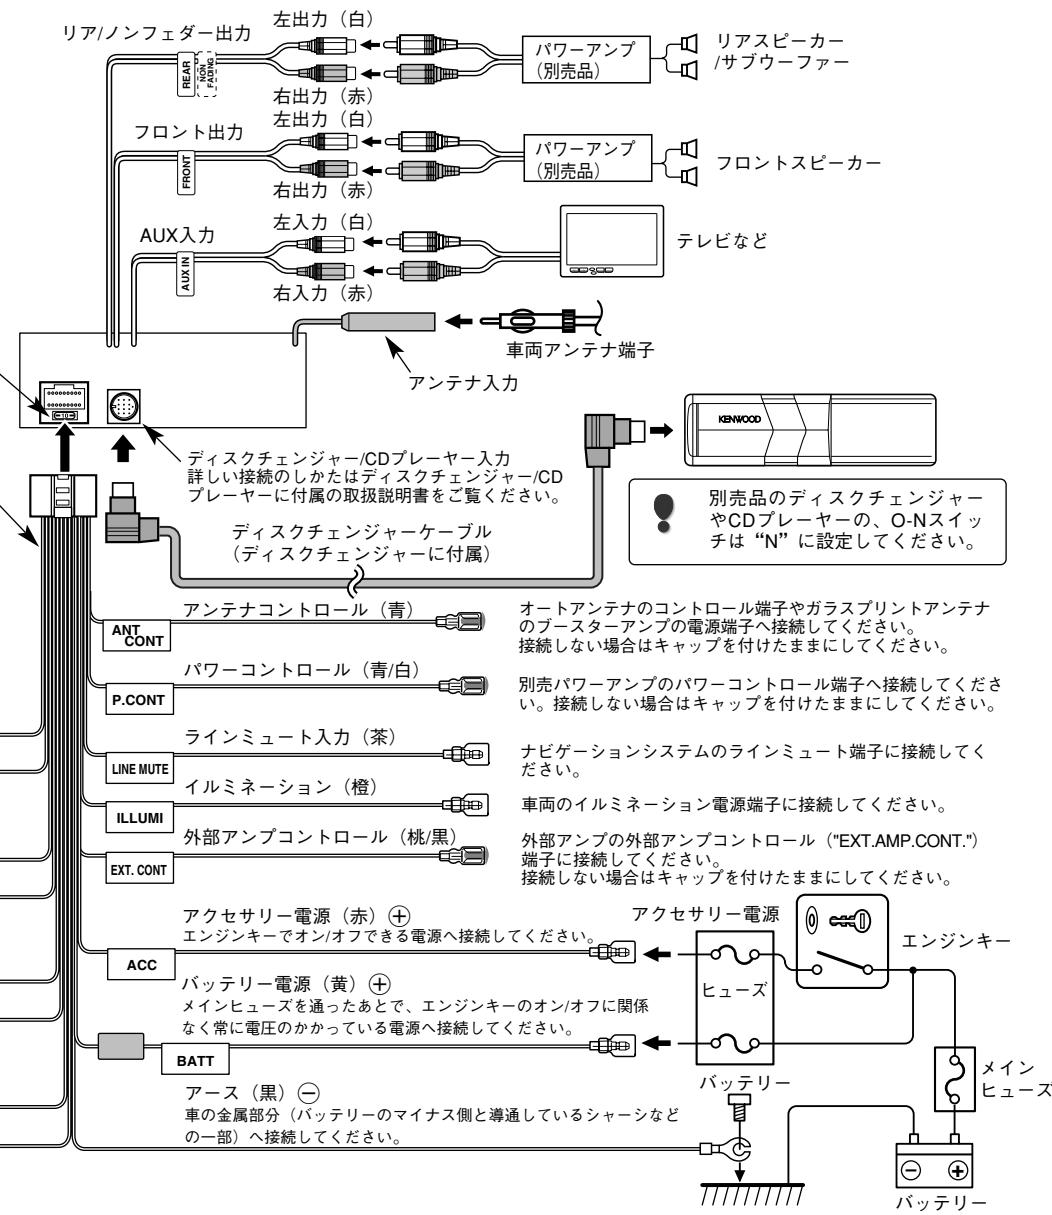 リア/ノンフェダー出力
左出力（白）
REAR
NON
FADING
パワーアンプ
（別売品）
リアスピーカー
/サブウーファー
右出力（赤）
フロント出力
左出力（白）
FRONT
パワーアンプ
（別売品）
フロントスピーカー
右出力（赤）
AUX入力
左入力（白）
AUX IN
テレビなど
右入力（赤）
車両アンテナ端子
アンテナ入力
10
KENWOOD
ディスクチェンジャー/CDプレーヤー入力
詳しい接続のしかたはディスクチェンジャー/CD
プレーヤーに付属の取扱説明書をご覧ください。
別売品のディスクチェンジャー
やCDプレーヤーの、O-Nスイッ
チは“N”に設定してください。
ディスクチェンジャーケーブル
（ディスクチェンジャーに付属）
アンテナコントロール（青）
ANT
CONT
オートアンテナのコントロール端子やガラスプリントアンテナ
のブースターアンプの電源端子へ接続してください。
接続しない場合はキャップを付けたままにしてください。
パワーコントロール（青/白）
P.CONT
別売パワーアンプのパワーコントロール端子へ接続してくださ
い。接続しない場合はキャップを付けたままにしてください。
ラインミュート入力（茶）
LINE MUTE
ナビゲーションシステムのラインミュート端子に接続してく
ださい。
イルミネーション（橙）
ILLUMI
車両のイルミネーション電源端子に接続してください。
外部アンプコントロール（桃/黒）
EXT. CONT
外部アンプの外部アンプコントロール（"EXT.AMP.CONT."）
端子に接続してください。
接続しない場合はキャップを付けたままにしてください。
アクセサリー電源（赤）⊕
エンジンキーでオン/オフできる電源へ接続してください。
ACC
アクセサリー電源
エンジンキー
ヒューズ
バッテリー電源（黄）⊕
メインヒューズを通ったあとで、エンジンキーのオン/オフに関係
なく常に電圧のかかっている電源へ接続してください。
BATT
バッテリー
メイン
ヒューズ
アース（黒）⊖
車の金属部分（バッテリーのマイナス側と導通しているシャーシなど
の一部）へ接続してください。
⊖ ⊕
バッテリー